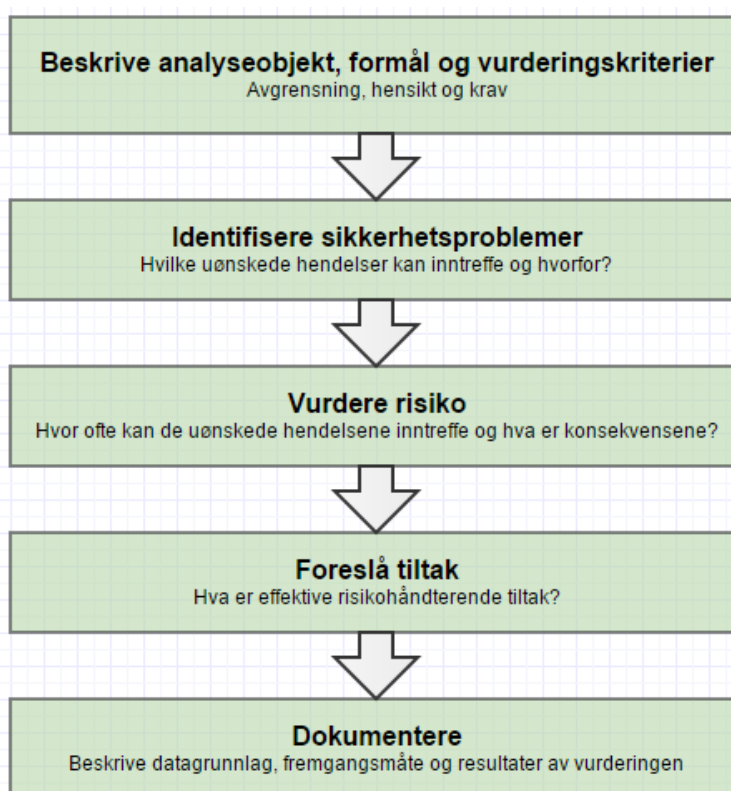 Beskrive analyseobjekt, formål og vurderingskriterier
Avgrensning, hensikt og krav
Identifisere sikkerhetsproblemer
Hvilke uønskede hendelser kan inntreffe og hvorfor?
Vurdere risiko
Hvor ofte kan de uønskede hendelsene inntreffe og hva er konsekvensene?
Foreslå tiltak
Hva er effektive risikohåndterende tiltak?
Dokumentere
Beskrive datagrunnlag, fremgangsmåte og resultater av vurderingen